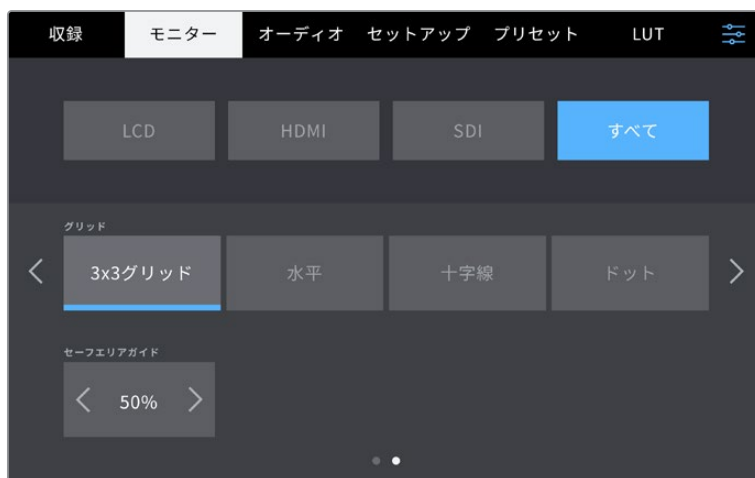 収録 モニター オーディオ セットアップ プリセット LUT
LCD HDMI SDI すべて
グリッド
3x3グリッド 水平 十字線 ドット
セーフエリアガイド
50%